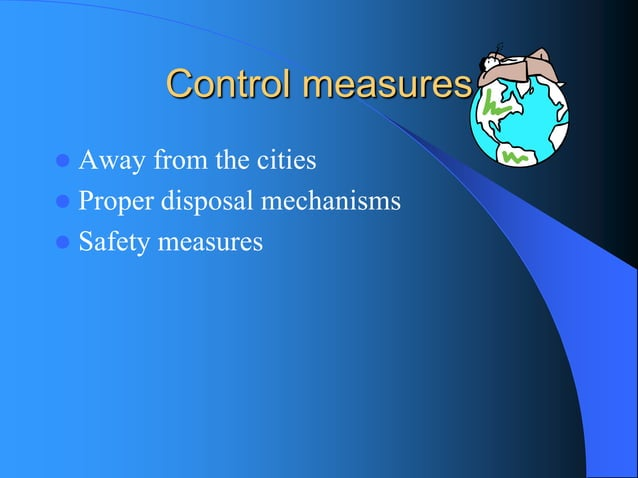 Control measures
Away from the cities
Proper disposal mechanisms
Safety measures